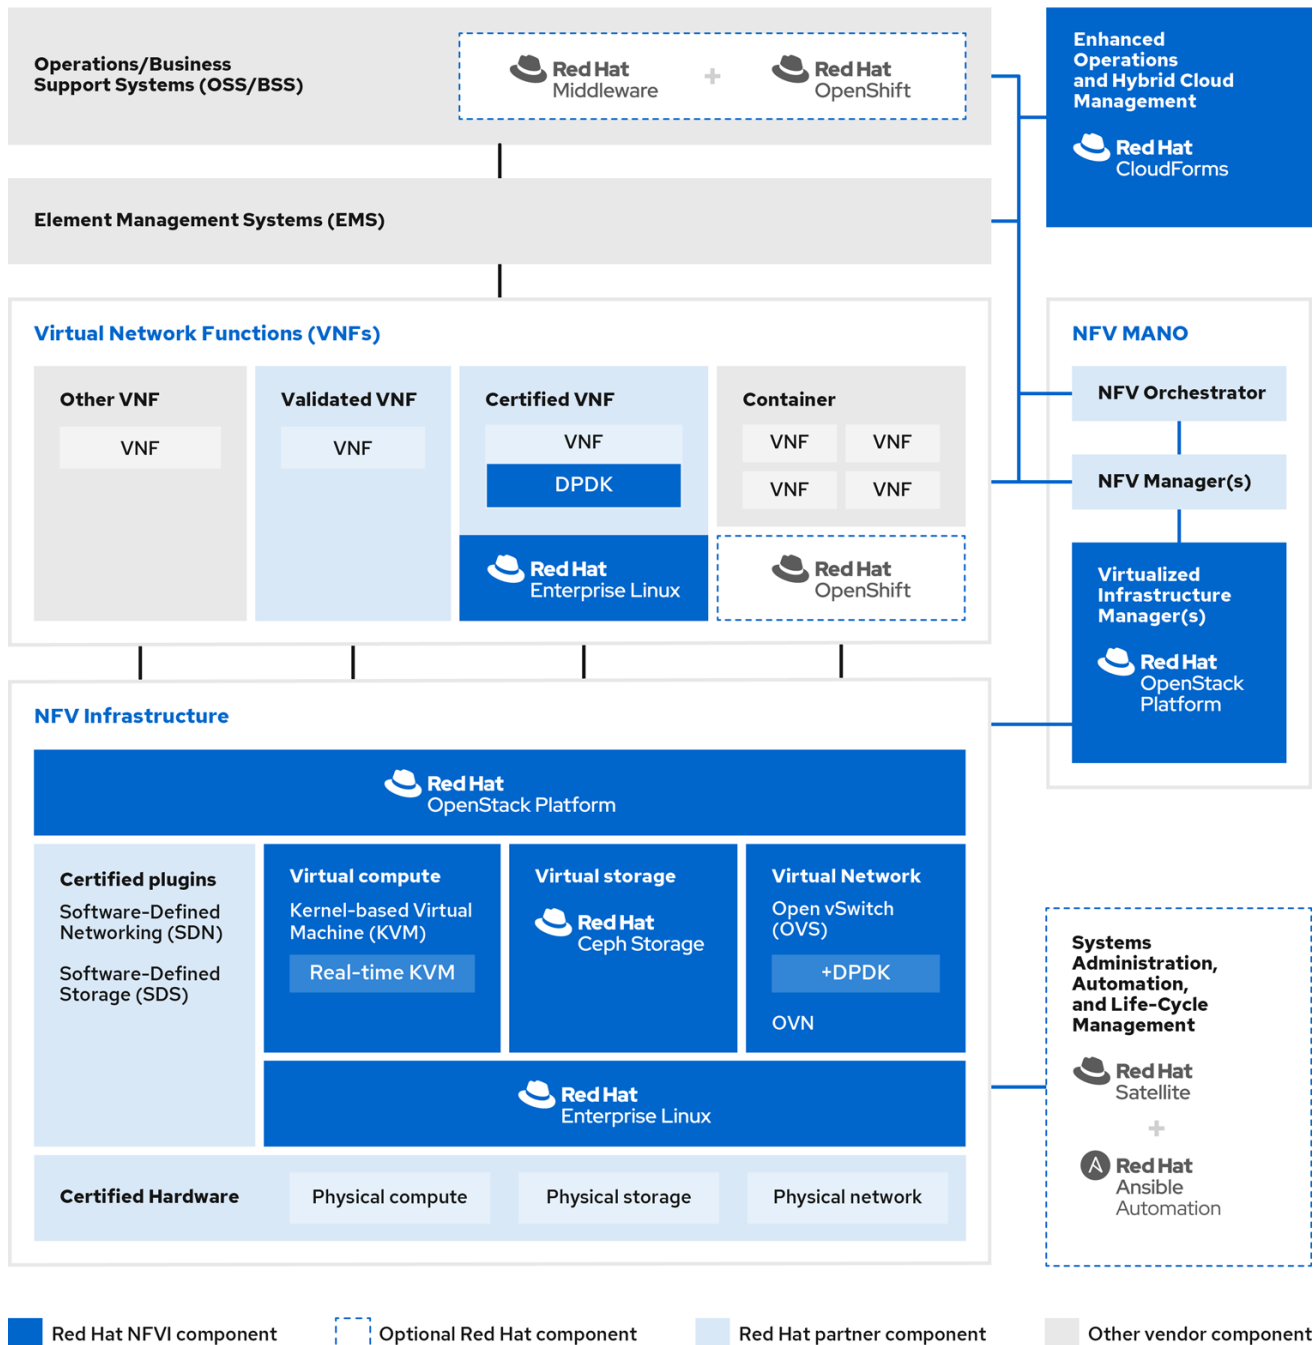 Operations/Business
Support Systems (OSS/BSS)
Red Hat
Middleware
+
Red Hat
OpenShift
Enhanced
Operations
and Hybrid Cloud
Management
Red Hat
CloudForms
Element Management Systems (EMS)
Virtual Network Functions (VNFs)
Other VNF
VNF
Validated VNF
VNF
Certified VNF
VNF
DPDK
Red Hat
Enterprise Linux
Container
VNF VNF
VNF VNF
Red Hat
OpenShift
NFV MANO
NFV Orchestrator
NFV Manager(s)
Virtualized
Infrastructure
Manager(s)
Red Hat
OpenStack
Platform
NFV Infrastructure
Red Hat
OpenStack Platform
Certified plugins
Software-Defined
Networking (SDN)
Software-Defined
Storage (SDS)
Virtual compute
Kernel-based Virtual
Machine (KVM)
Real-time KVM
Virtual storage
Red Hat
Ceph Storage
Virtual Network
Open vSwitch
(OVS)
+DPDK
OVN
Red Hat
Enterprise Linux
Certified Hardware
Physical compute
Physical storage
Physical network
Systems
Administration,
Automation,
and Life-Cycle
Management
Red Hat
Satellite
+
Red Hat
Ansible
Automation
Red Hat NFVI component
Optional Red Hat component
Red Hat partner component
Other vendor component